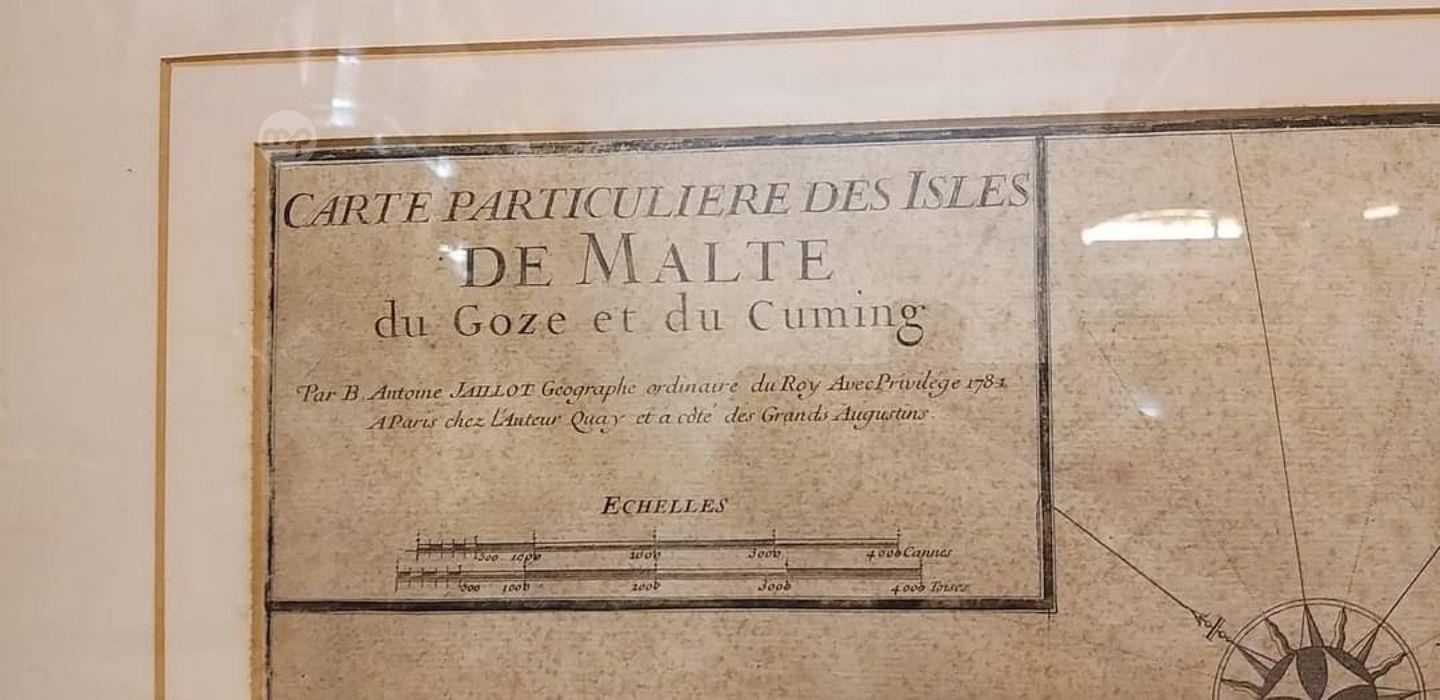 CARTE PARTICULIERE DES ISLES
DE MALTE
du Goze et du Cuming
Par B. Antoine JAILLOT Geographe ordinaire du Roy Avec Privilége 1781
A Paris chez l'Auteur Quay et a côté des Grands Augustins.
ECHELLES
500 1000 2000 3000 4000 Cannes
500 1000 2000 3000 4000 Toises